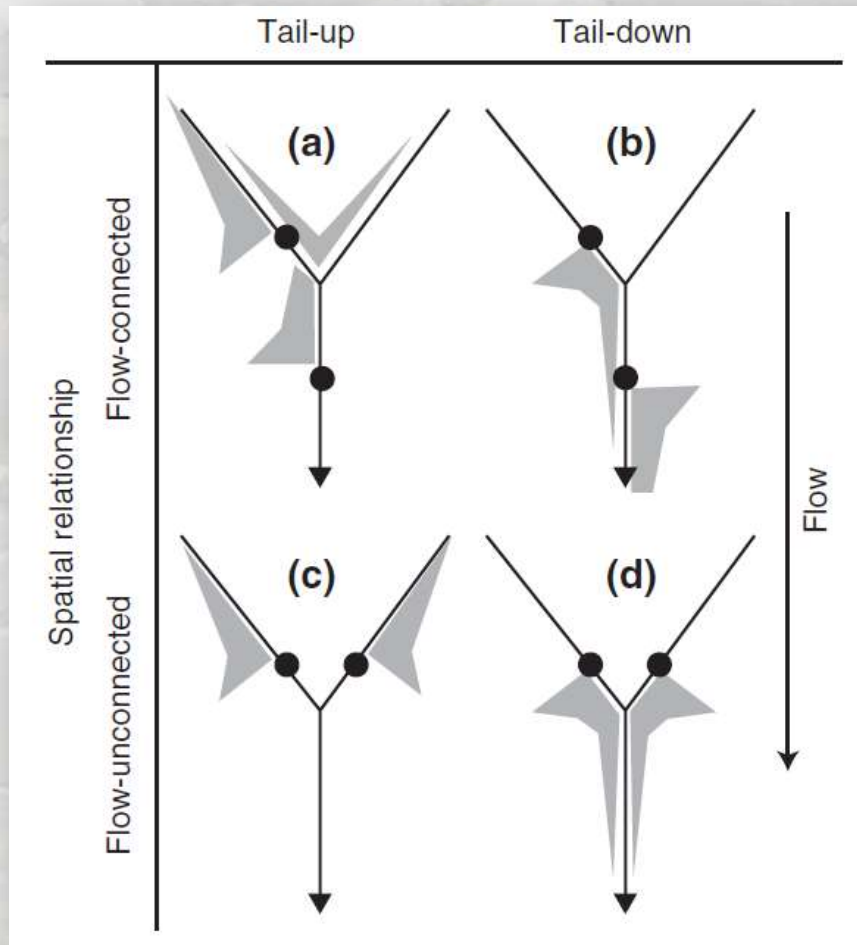 Tail-up
Tail-down
(a)
(b)
Flow-connected
Spatial relationship
Flow
(c)
(d)
Flow-unconnected